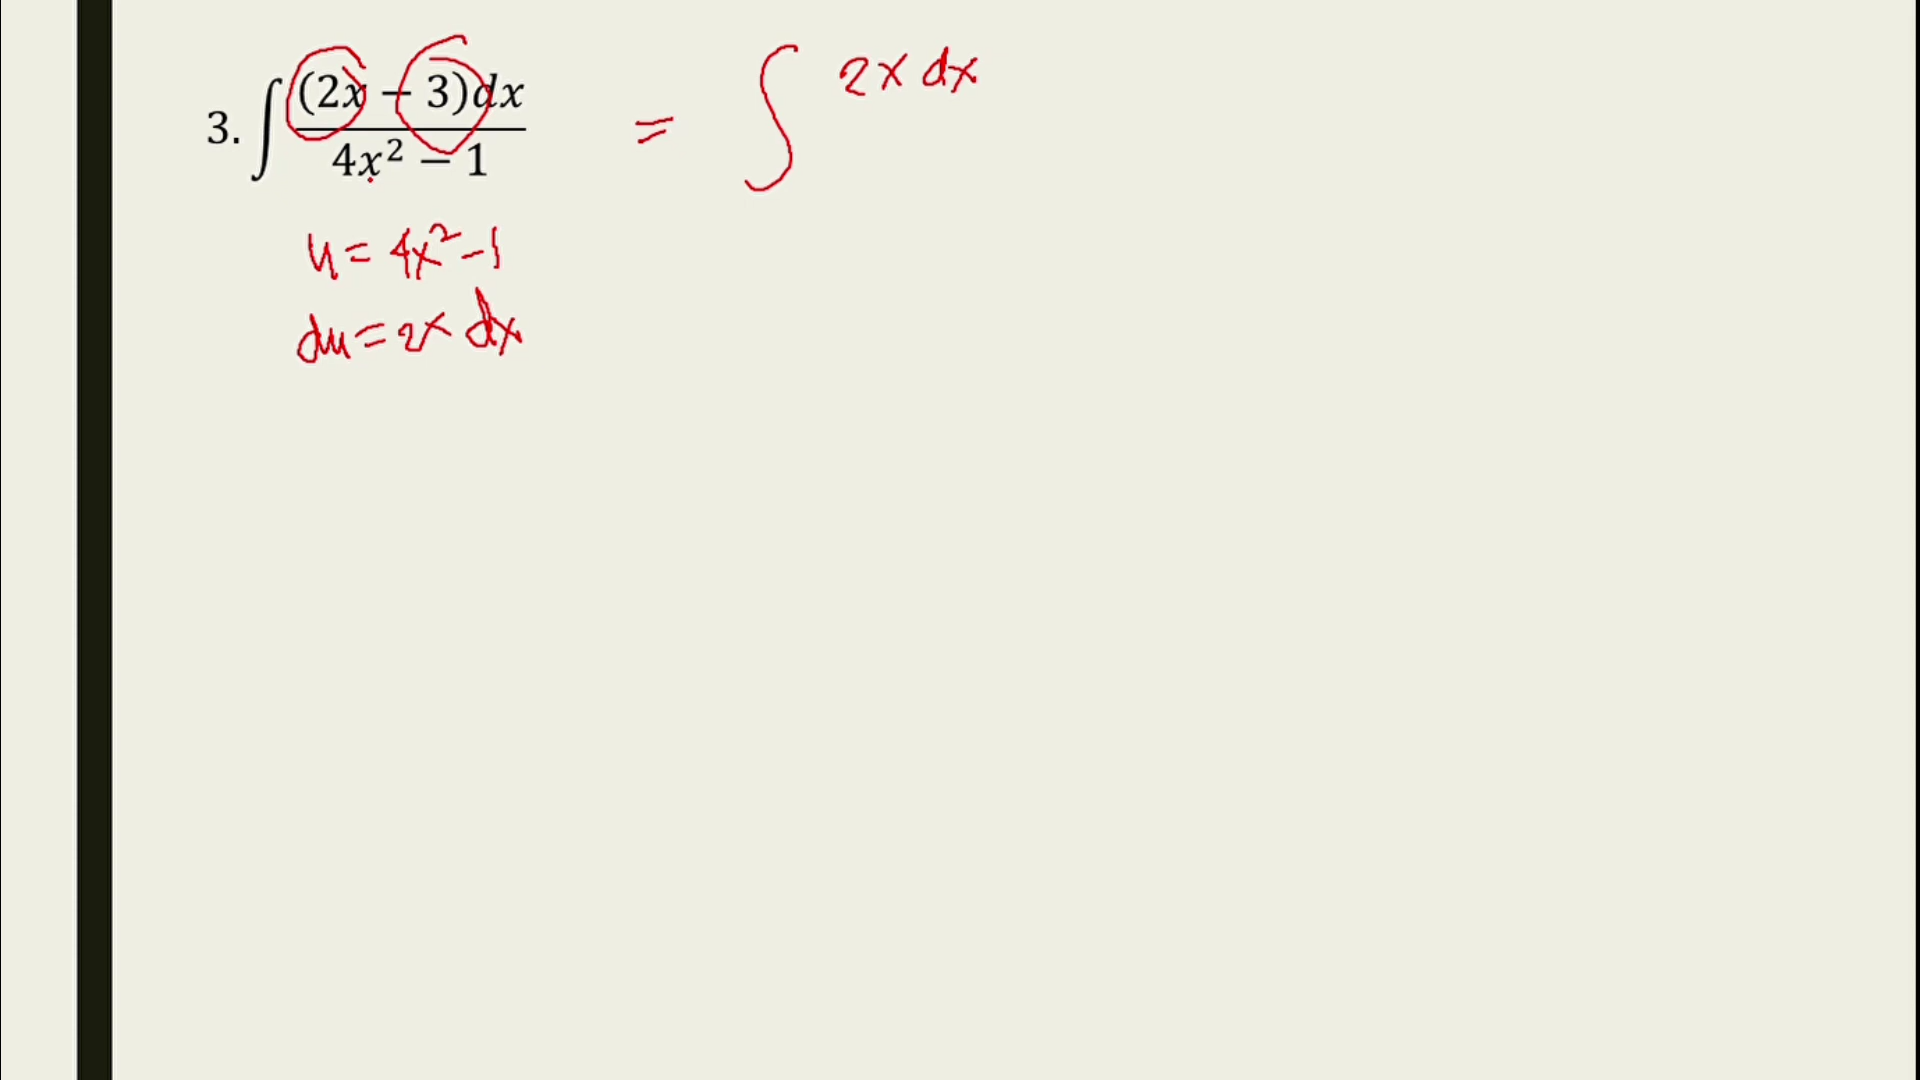 3. ∫ (2x − 3)dx / 4x² − 1 = ∫ 2x dx
u = 4x² − 1
du = 2x dx